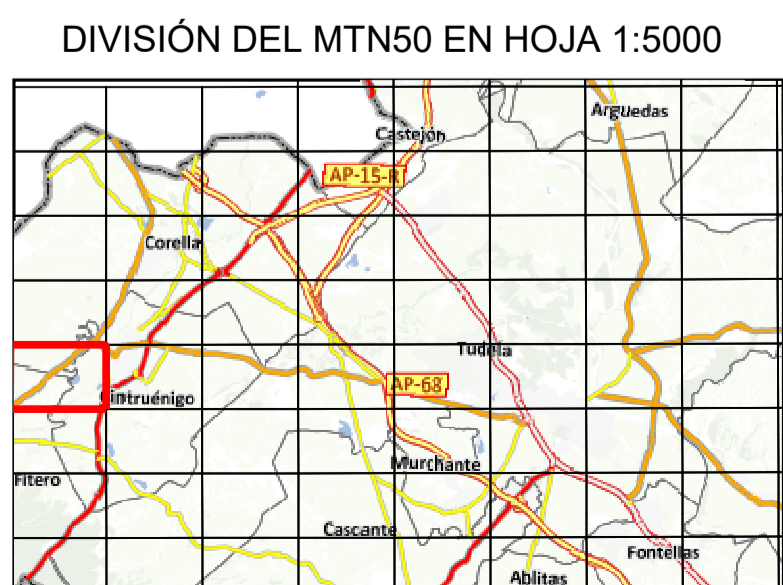 DIVISIÓN DEL MTN50 EN HOJA 1:5000
Arguedas
Castejón
AP-15-R
Corella
Tudela
AP-68
Cintruénigo
Murchante
Fitero
Cascante
Fontellas
Ablitas